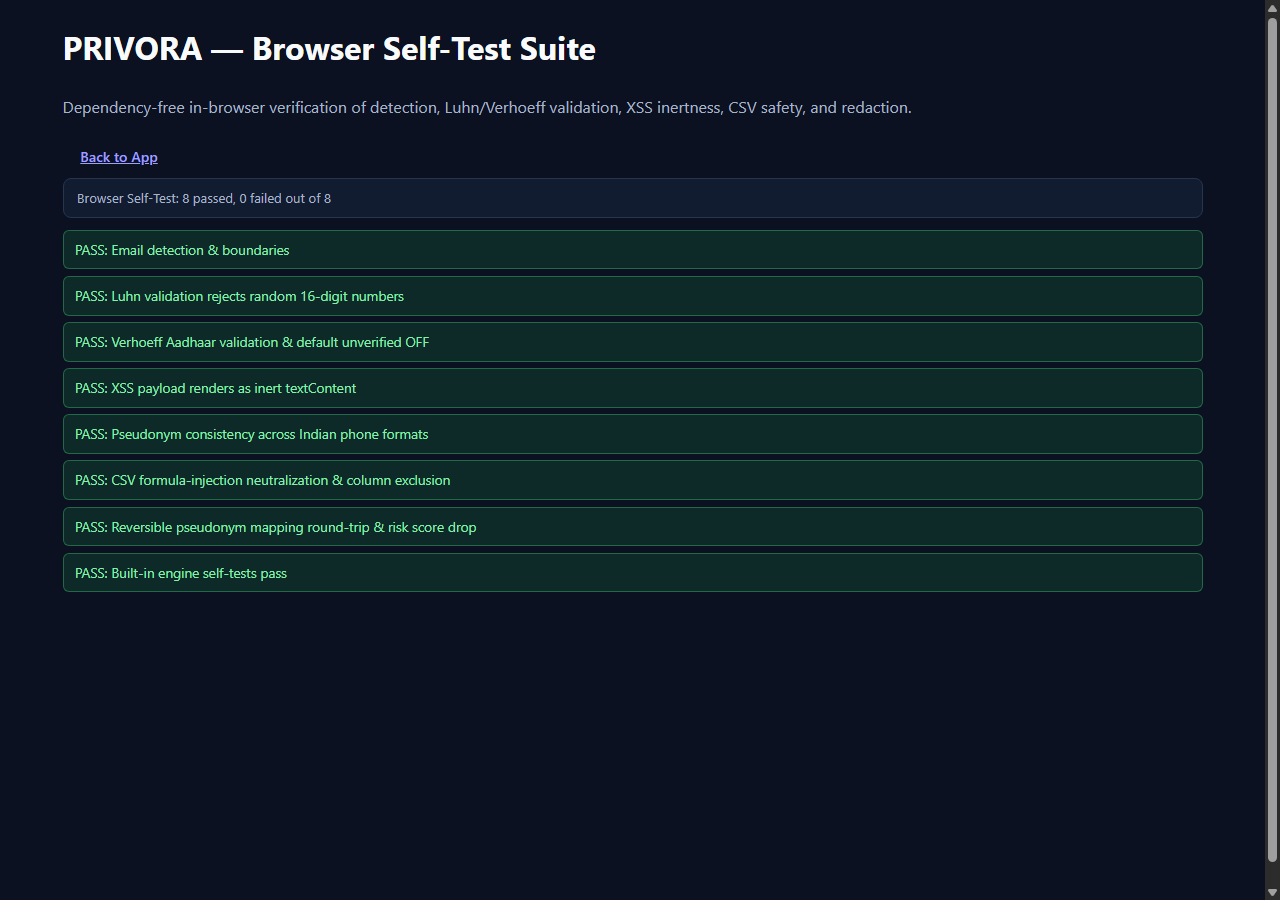 PRIVORA — Browser Self-Test Suite
Dependency-free in-browser verification of detection, Luhn/Verhoeff validation, XSS inertness, CSV safety, and redaction.
Back to App
Browser Self-Test: 8 passed, 0 failed out of 8
PASS: Email detection & boundaries
PASS: Luhn validation rejects random 16-digit numbers
PASS: Verhoeff Aadhaar validation & default unverified OFF
PASS: XSS payload renders as inert textContent
PASS: Pseudonym consistency across Indian phone formats
PASS: CSV formula-injection neutralization & column exclusion
PASS: Reversible pseudonym mapping round-trip & risk score drop
PASS: Built-in engine self-tests pass